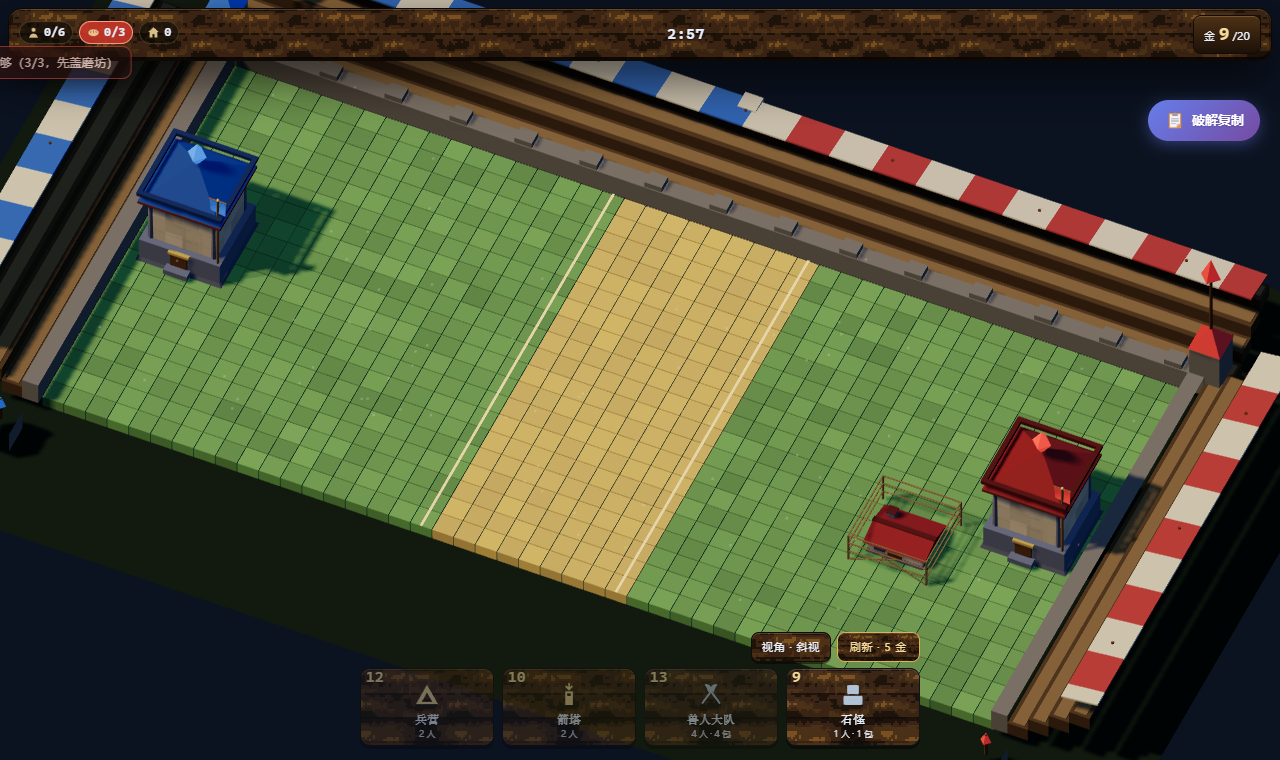 0/6 0/3 0
2:57
金 9 /20
够 (3/3，先盖磨坊)
破解复制
视角 · 斜视
刷新 · 5 金
12
兵营
2人
10
箭塔
2人
13
兽人大队
4人·4包
9
石怪
1人·1包